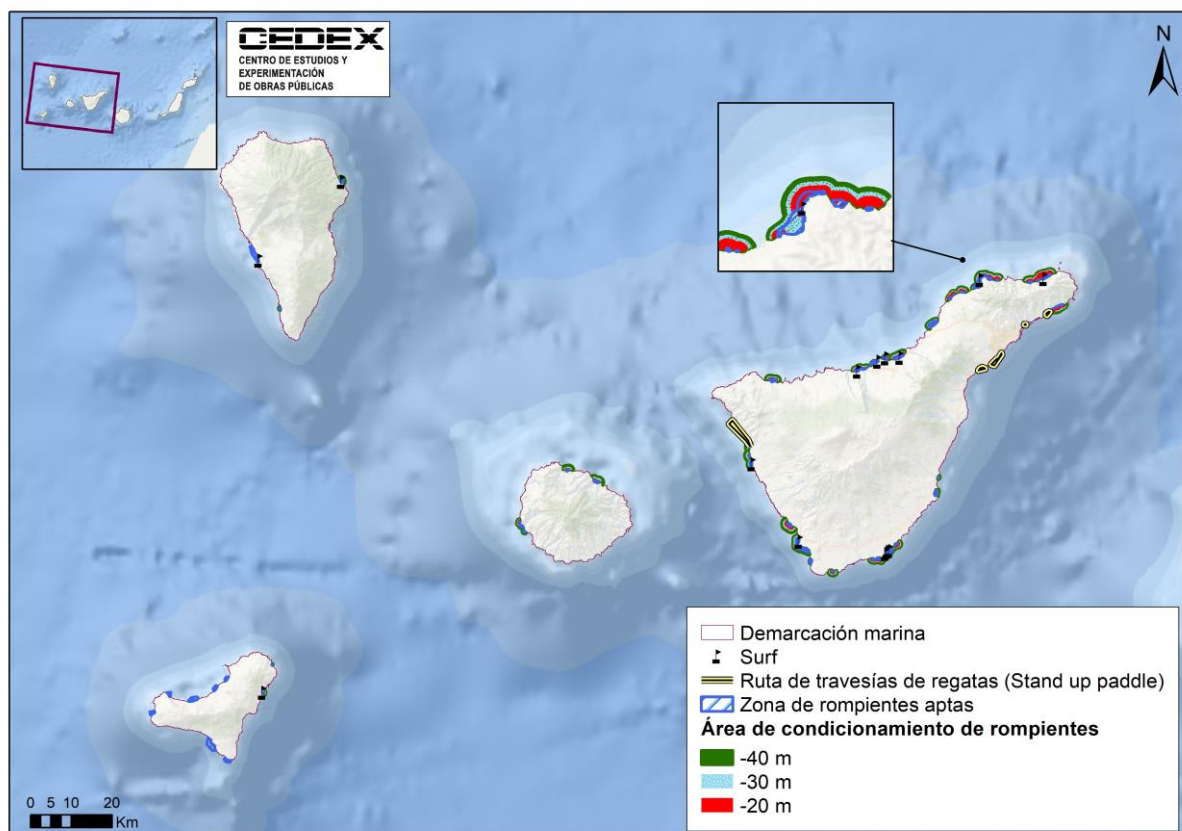 CEDEX
CENTRO DE ESTUDIOS Y
EXPERIMENTACIÓN
DE OBRAS PÚBLICAS
N
Demarcación marina
Surf
Ruta de travesías de regatas (Stand up paddle)
Zona de rompientes aptas
Área de condicionamiento de rompientes
-40 m
-30 m
-20 m
0 5 10 20
Km